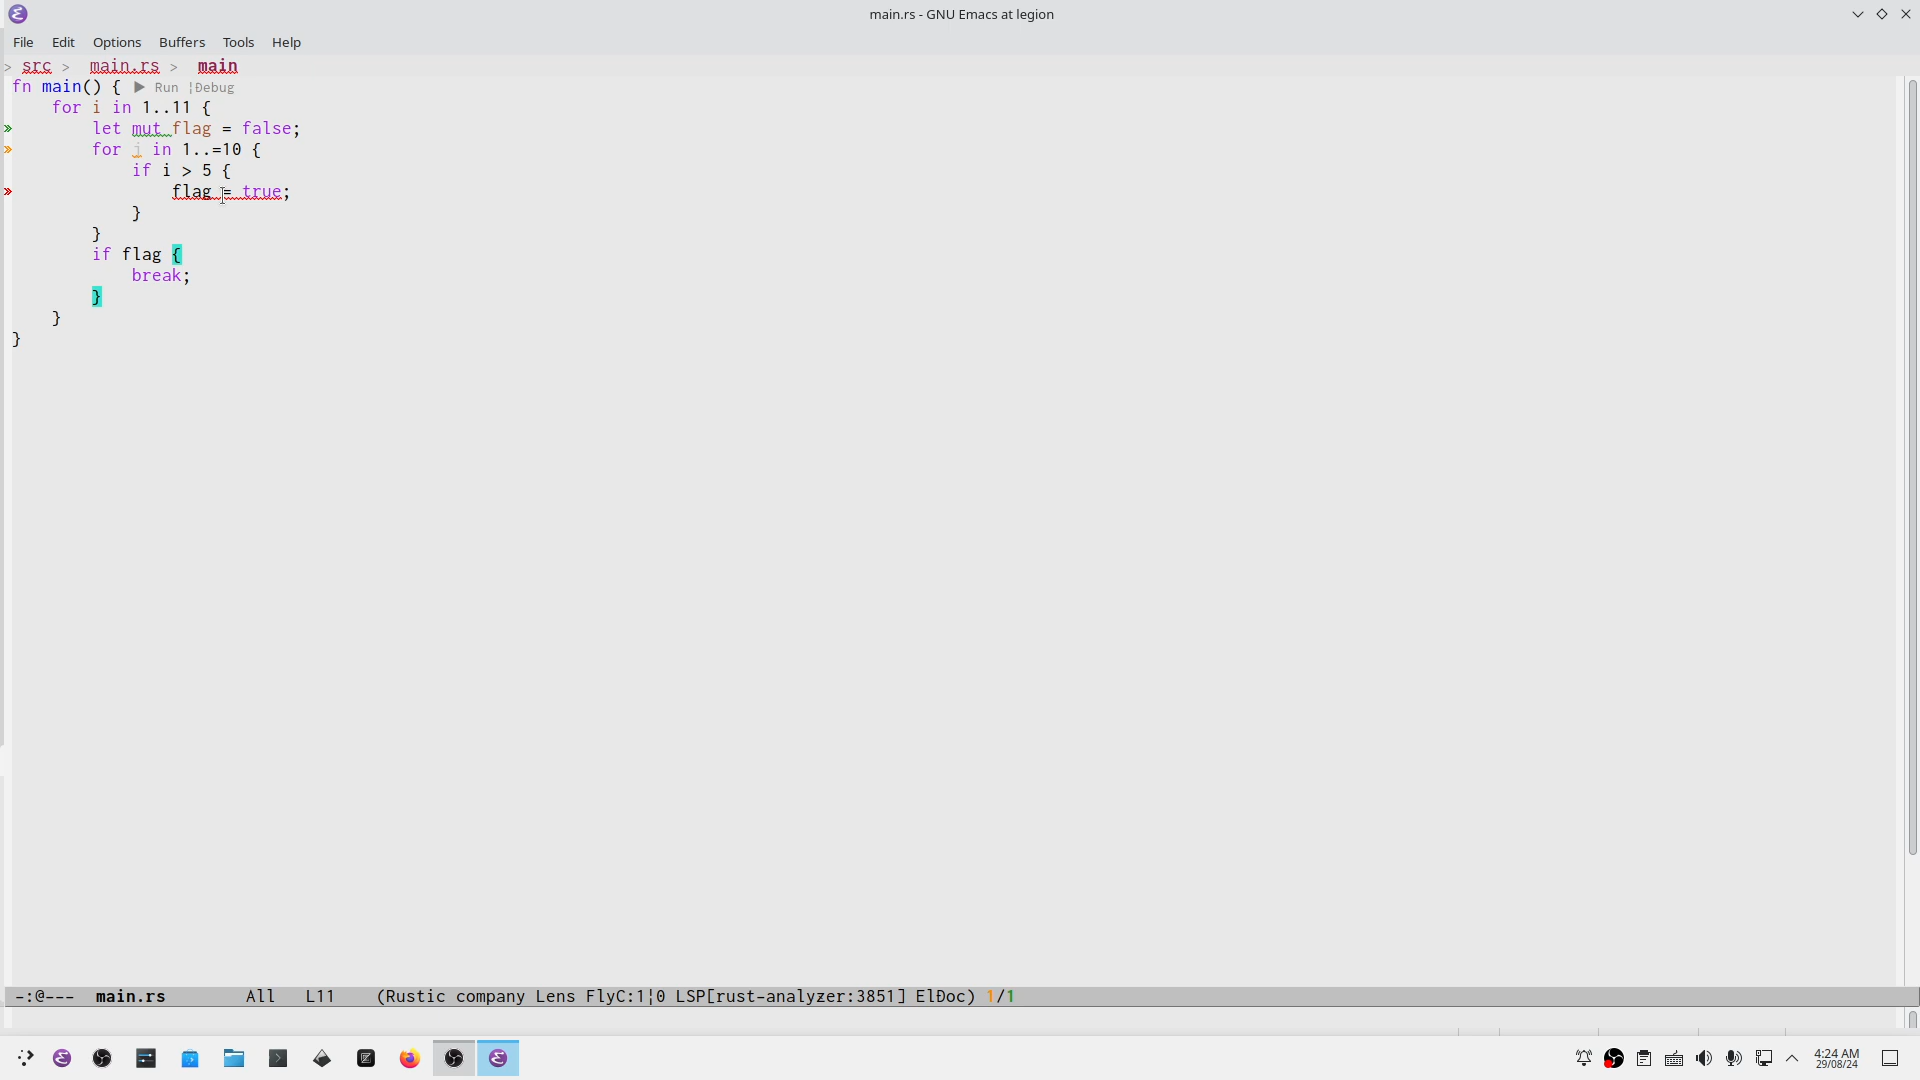 main.rs - GNU Emacs at legion
File Edit Options Buffers Tools Help
> src > main.rs > main
fn main() { ▶ Run ¦Debug
    for i in 1..11 {
        let mut flag = false;
        for j in 1..=10 {
            if i > 5 {
                flag = true;
            }
        }
        if flag {
            break;
        }
    }
}
-:@--- main.rs All L11 (Rustic company Lens FlyC:1¦0 LSP[rust-analyzer:3851] ElDoc) 1/1
4:24 AM
29/08/24